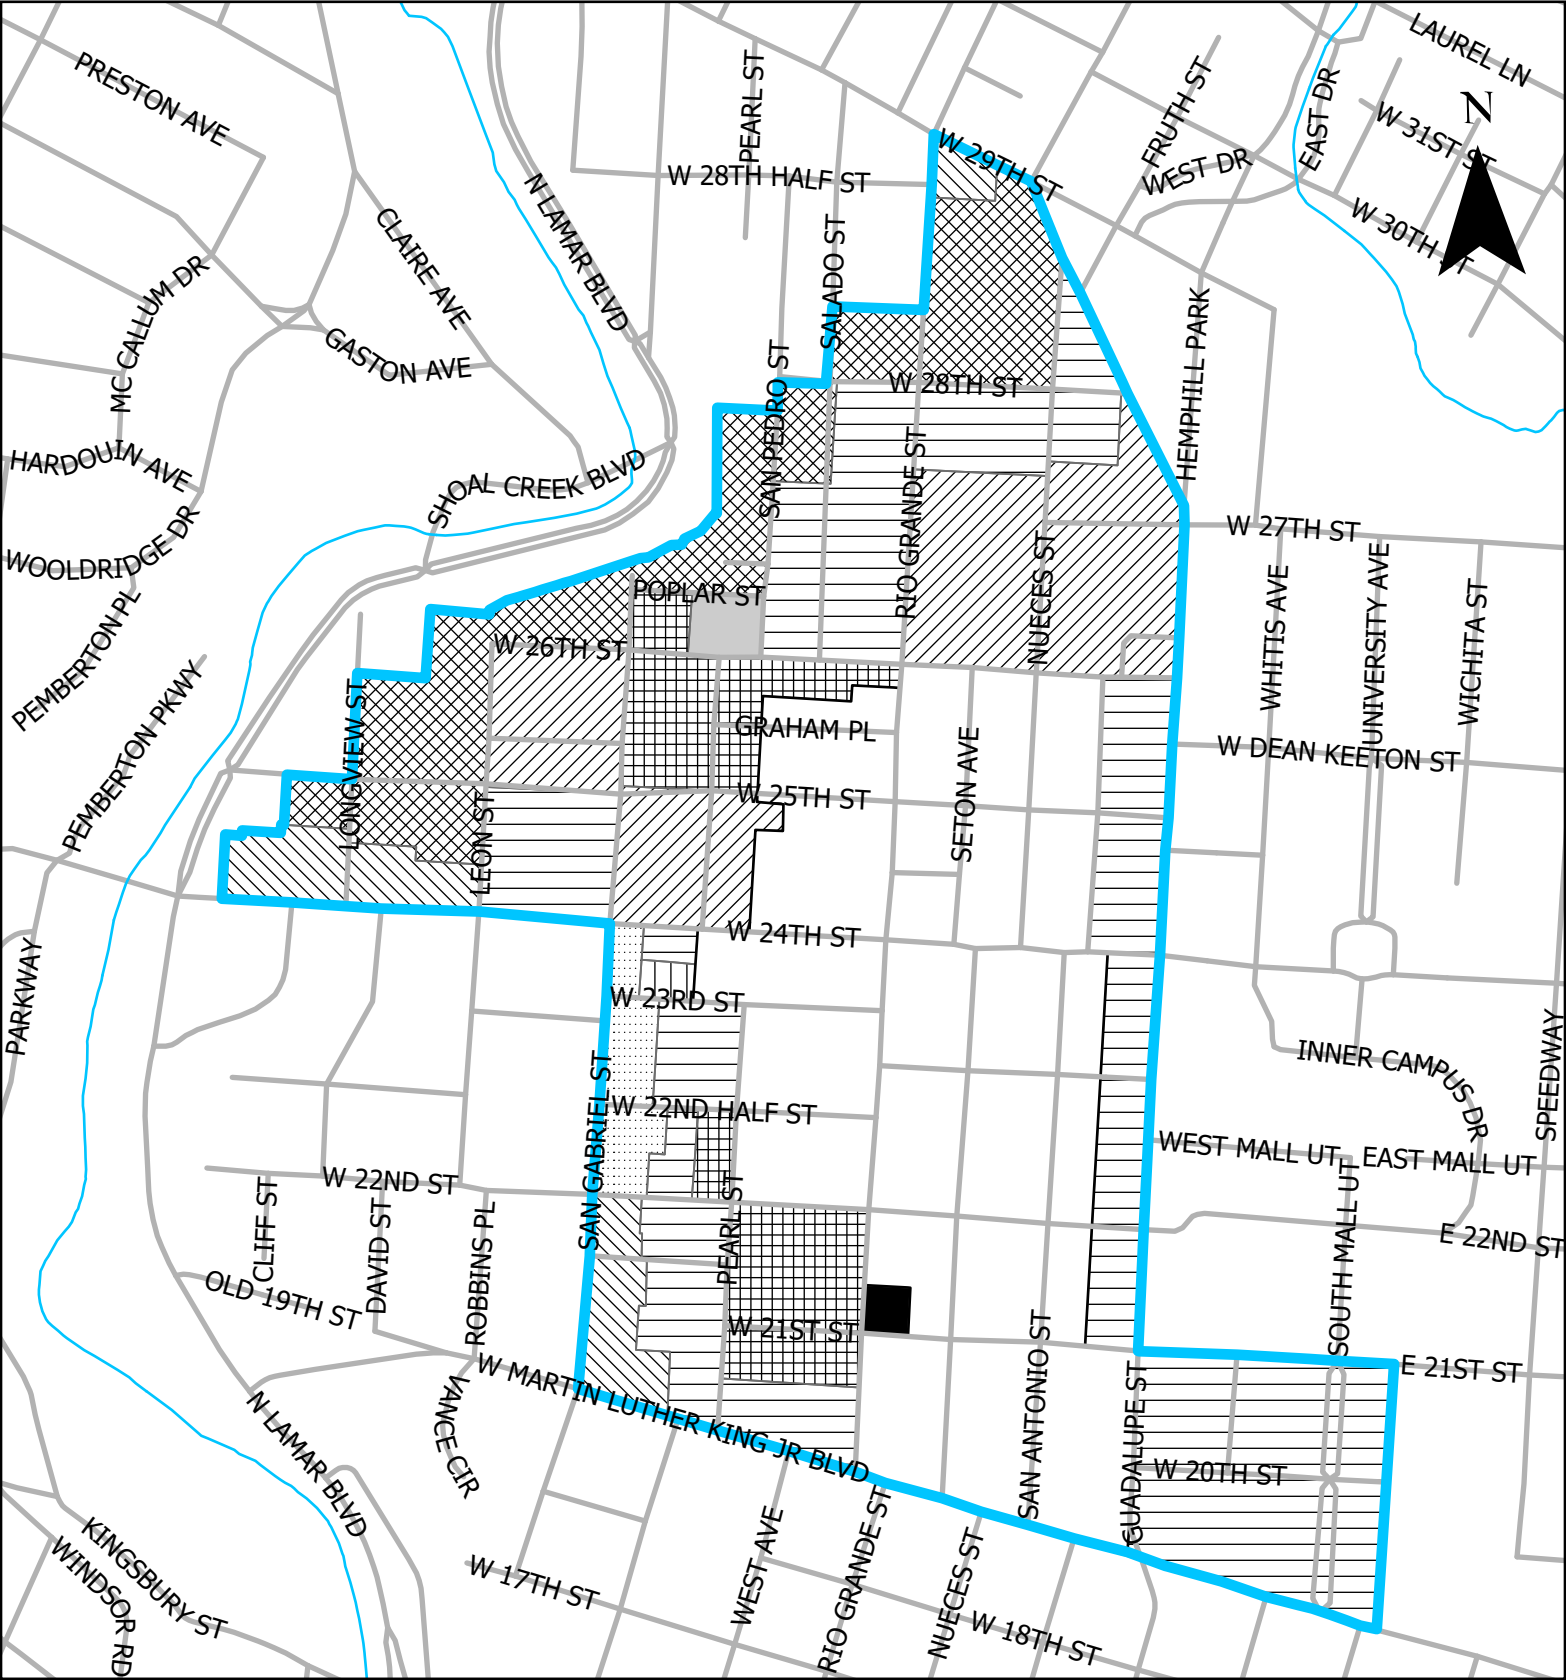 LAUREL LN
PRESTON AVE
PEARL ST
FRUTH ST
EAST DR
N
W 31ST ST
W 29TH ST
WEST DR
W 28TH HALF ST
N LAMAR BLVD
W 30TH ST
CLAIRE AVE
SALADO ST
MC CALLUM DR
HEMPHILL PARK
GASTON AVE
SAN PEDRO ST
W 28TH ST
HARDOUIN AVE
SHOAL CREEK BLVD
RIO GRANDE ST
W 27TH ST
WOOLDRIDGE DR
NUECES ST
WHITIS AVE
UNIVERSITY AVE
WICHITA ST
POPLAR ST
PEMBERTON PL
W 26TH ST
PEMBERTON PKWY
LONGVIEW ST
GRAHAM PL
SETON AVE
W DEAN KEETON ST
W 25TH ST
LEON ST
W 24TH ST
PARKWAY
W 23RD ST
SPEEDWAY
INNER CAMPUS DR
SAN GABRIEL ST
W 22ND HALF ST
WEST MALL UT
EAST MALL UT
W 22ND ST
CLIFF ST
DAVID ST
ROBBINS PL
PEARL ST
SOUTH MALL UT
E 22ND ST
OLD 19TH ST
W 21ST ST
SAN ANTONIO ST
E 21ST ST
W MARTIN LUTHER KING JR BLVD
GUADALUPE ST
VANCE CIR
N LAMAR BLVD
W 20TH ST
KINGSBURY ST
WINDSOR RD
WEST AVE
RIO GRANDE ST
NUECES ST
W 17TH ST
W 18TH ST